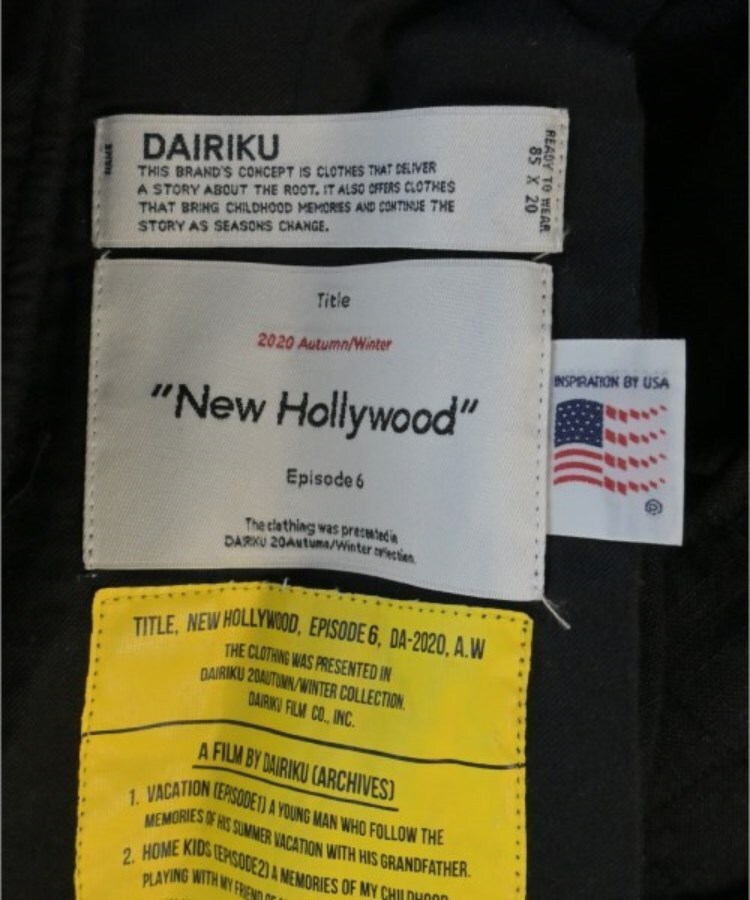 DAIRIKU
THIS BRAND'S CONCEPT IS CLOTHES THAT DELIVER
A STORY ABOUT THE ROOT. IT ALSO OFFERS CLOTHES
THAT BRING CHILDHOOD MEMORIES AND CONTINUE THE
STORY AS SEASONS CHANGE.
READY TO WEAR
85 X 20
Title
2020 Autumn/Winter
"New Hollywood"
Episode 6
The clothing was presented in
DAIRIKU 20Autumn/Winter collection.
INSPIRATION BY USA
TITLE, NEW HOLLYWOOD, EPISODE 6, DA-2020, A.W
THE CLOTHING WAS PRESENTED IN
DAIRIKU 20AUTUMN/WINTER COLLECTION.
DAIRIKU FILM CO., INC.
A FILM BY DAIRIKU (ARCHIVES)
1. VACATION (EPISODE1) A YOUNG MAN WHO FOLLOW THE
MEMORIES OF HIS SUMMER VACATION WITH HIS GRANDFATHER.
2. HOME KIDS (EPISODE2) A MEMORIES OF MY CHILDHOOD
PLAYING WITH MY FRIEND OF